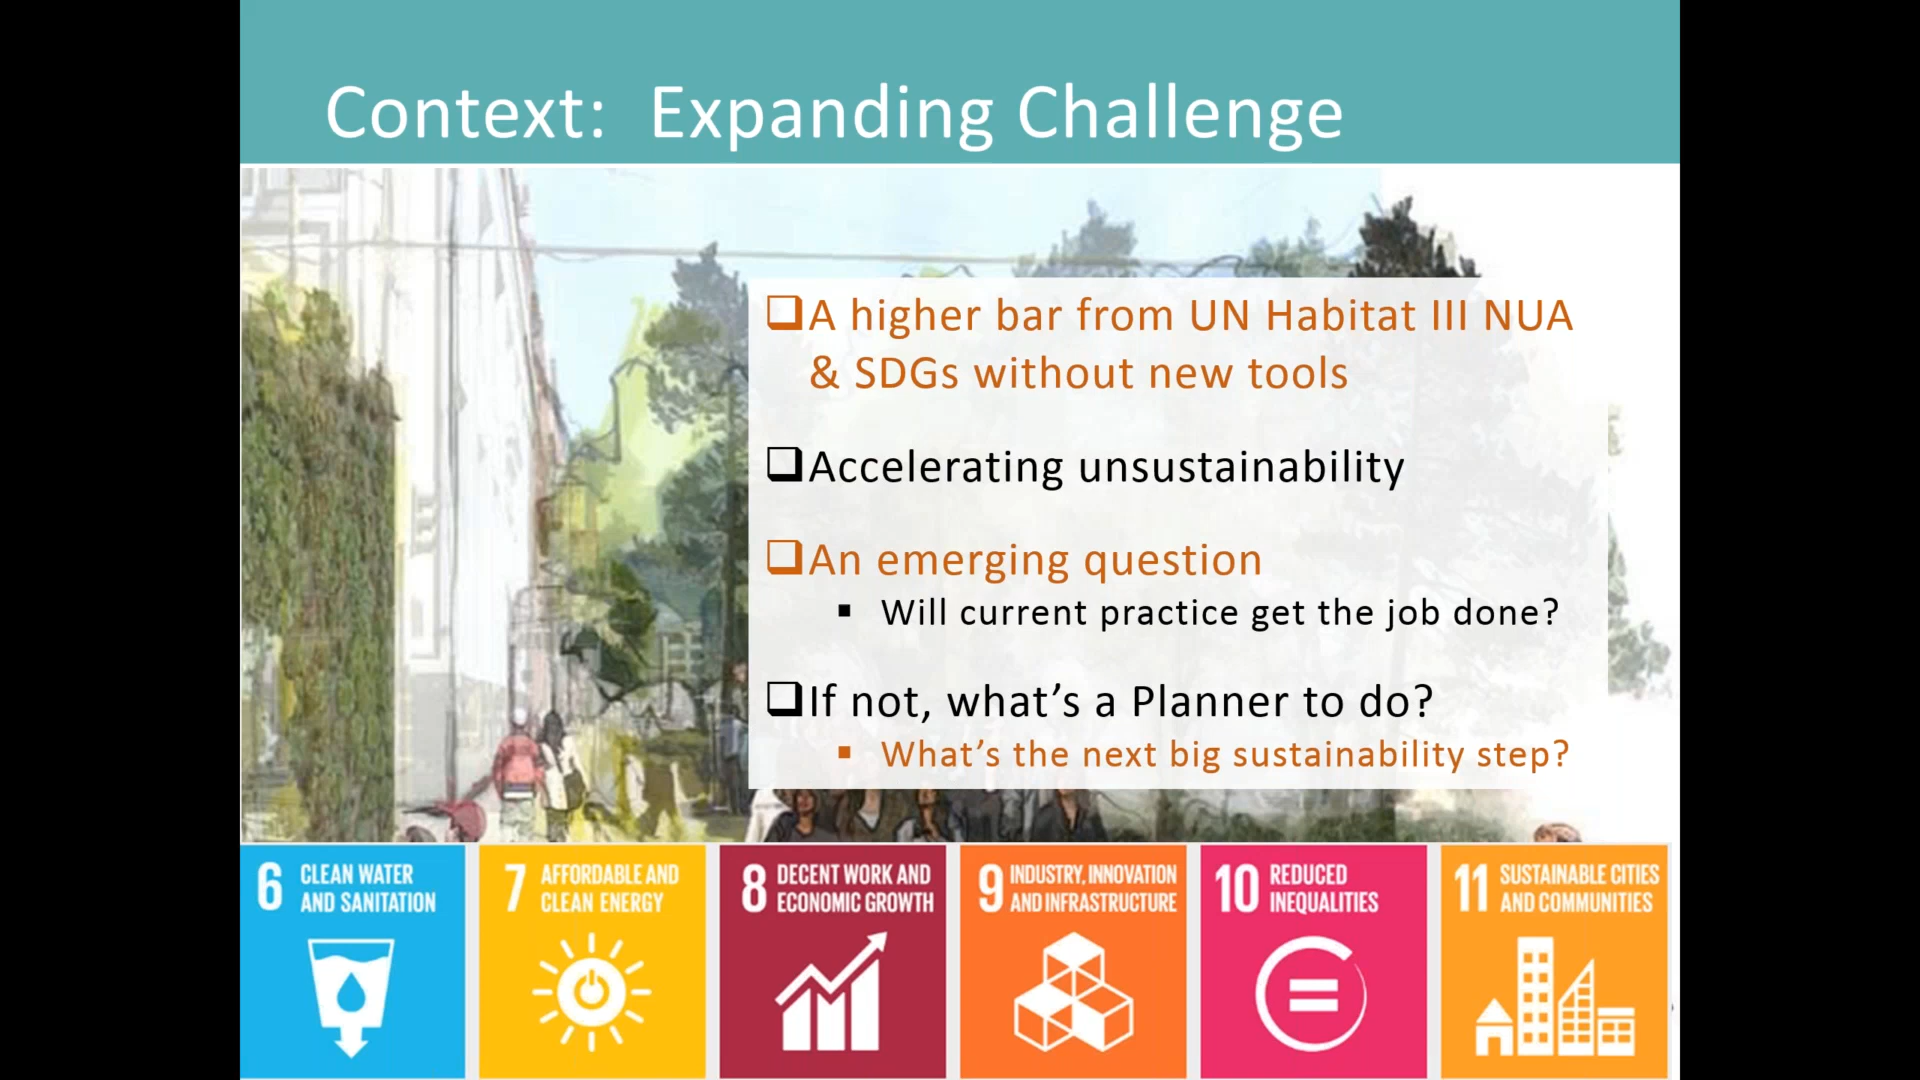 Context: Expanding Challenge
A higher bar from UN Habitat III NUA
& SDGs without new tools
Accelerating unsustainability
An emerging question
Will current practice get the job done?
If not, what's a Planner to do?
What's the next big sustainability step?
6 CLEAN WATER
AND SANITATION
7 AFFORDABLE AND
CLEAN ENERGY
8 DECENT WORK AND
ECONOMIC GROWTH
9 INDUSTRY, INNOVATION
AND INFRASTRUCTURE
10 REDUCED
INEQUALITIES
11 SUSTAINABLE CITIES
AND COMMUNITIES